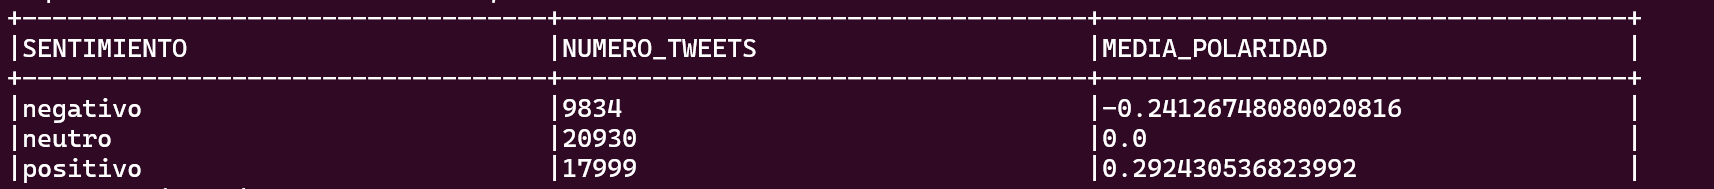 +-----------------------------------+-----------------------------------+-----------------------------------+
|SENTIMIENTO                        |NUMERO_TWEETS                      |MEDIA_POLARIDAD                    |
+-----------------------------------+-----------------------------------+-----------------------------------+
|negativo                           |9834                               |-0.24126748080020816               |
|neutro                             |20930                              |0.0                                |
|positivo                           |17999                              |0.292430536823992                  |